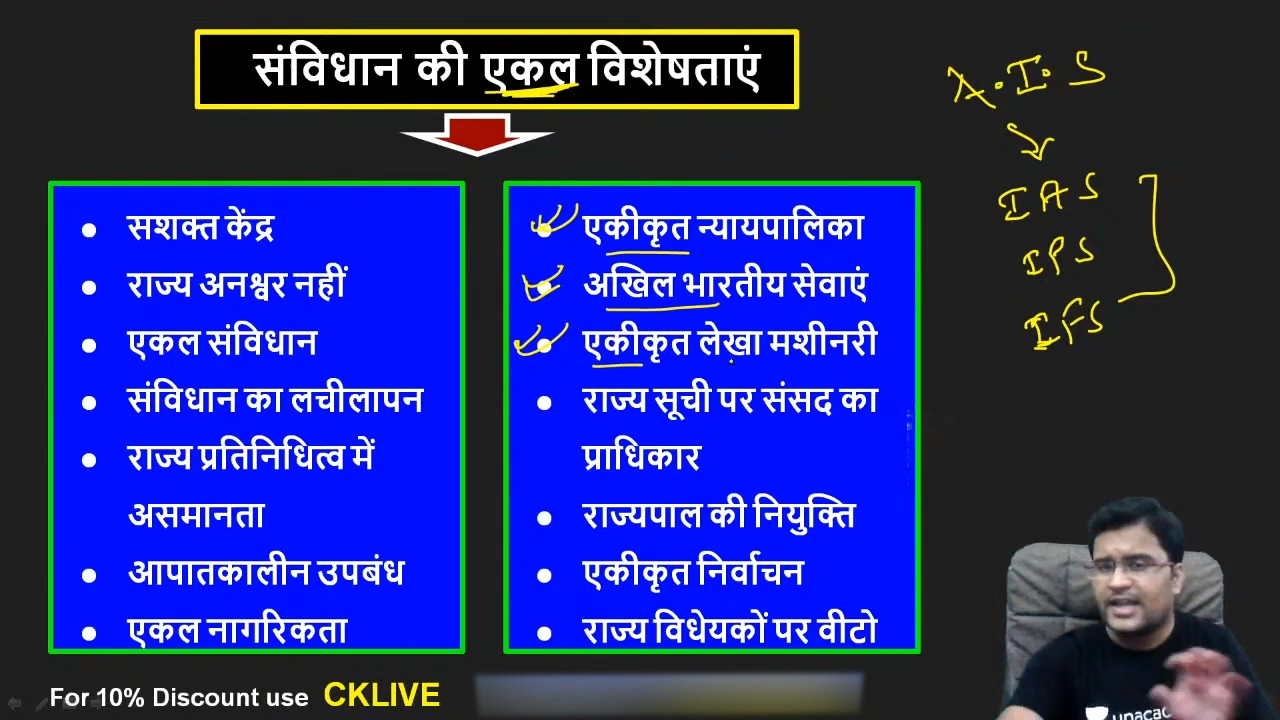 संविधान की एकल विशेषताएं
सशक्त केंद्र
राज्य अनश्वर नहीं
एकल संविधान
संविधान का लचीलापन
राज्य प्रतिनिधित्व में
असमानता
आपातकालीन उपबंध
एकल नागरिकता
एकीकृत न्यायपालिका
अखिल भारतीय सेवाएं
एकीकृत लेखा मशीनरी
राज्य सूची पर संसद का
प्राधिकार
राज्यपाल की नियुक्ति
एकीकृत निर्वाचन
राज्य विधेयकों पर वीटो
A.I.S
IAS
IPS
IFS
For 10% Discount use CKLIVE